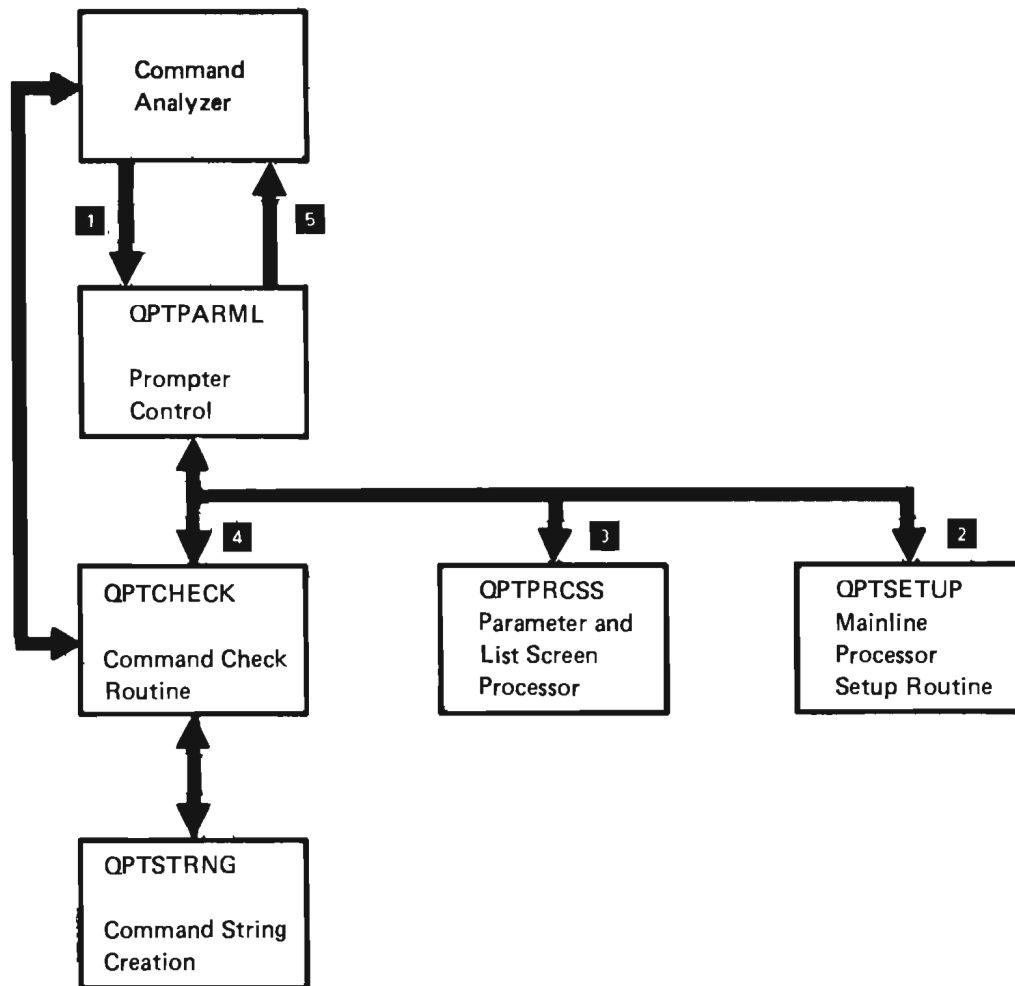 Command
Analyzer
1
5
QPTPARML
Prompter
Control
4
3
2
QPTCHECK
Command Check
Routine
QPTPRCSS
Parameter and
List Screen
Processor
QPTSETUP
Mainline
Processor
Setup Routine
QPTSTRNG
Command String
Creation